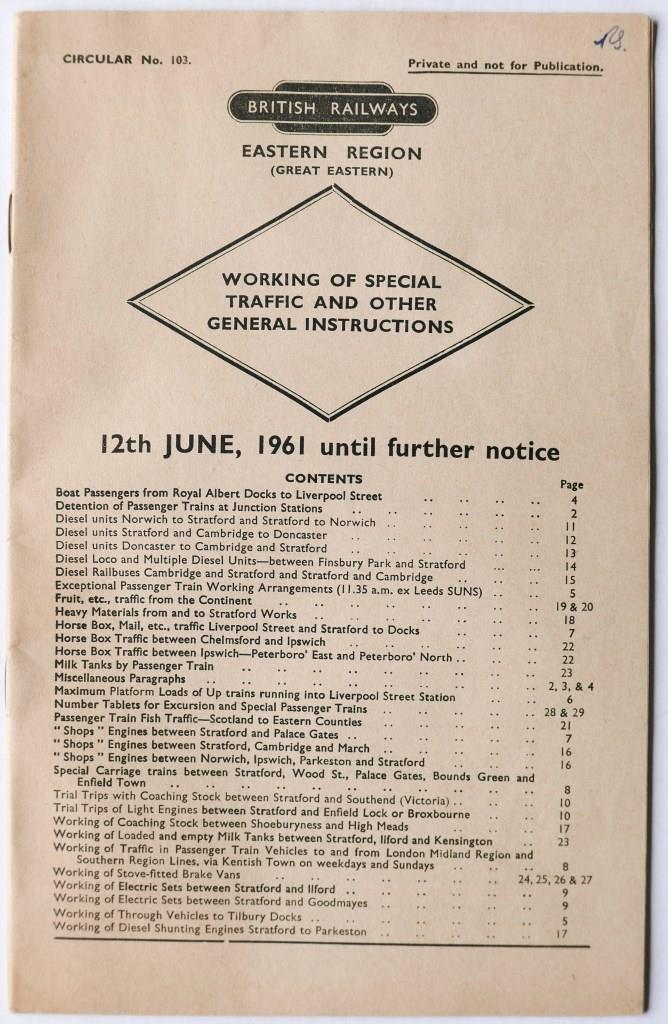 CIRCULAR No. 103.
Private and not for Publication.
BRITISH RAILWAYS
EASTERN REGION
(GREAT EASTERN)
WORKING OF SPECIAL
TRAFFIC AND OTHER
GENERAL INSTRUCTIONS
12th JUNE, 1961 until further notice
CONTENTS
Page
Boat Passengers from Royal Albert Docks to Liverpool Street .. .. .. .. 4
Detention of Passenger Trains at Junction Stations .. .. .. .. .. 2
Diesel units Norwich to Stratford and Stratford to Norwich .. .. .. .. .. 11
Diesel units Stratford and Cambridge to Doncaster .. .. .. .. .. 12
Diesel units Doncaster to Cambridge and Stratford .. .. .. .. .. 13
Diesel Loco and Multiple Diesel Units—between Finsbury Park and Stratford ... ... 14
Diesel Railbuses Cambridge and Stratford and Stratford and Cambridge .. .. .. 15
Exceptional Passenger Train Working Arrangements (11.35 a.m. ex Leeds SUNS) .. .. 5
Fruit, etc., traffic from the Continent .. .. .. .. .. .. .. 19 & 20
Heavy Materials from and to Stratford Works .. .. .. .. .. .. 18
Horse Box, Mail, etc., traffic Liverpool Street and Stratford to Docks .. .. .. 7
Horse Box Traffic between Chelmsford and Ipswich .. .. .. .. .. 22
Horse Box Traffic between Ipswich—Peterboro' East and Peterboro' North .. .. .. 22
Milk Tanks by Passenger Train .. .. .. .. .. .. .. 23
Miscellaneous Paragraphs .. .. .. .. .. .. .. 2, 3, & 4
Maximum Platform Loads of Up trains running into Liverpool Street Station .. .. .. 6
Number Tablets for Excursion and Special Passenger Trains .. .. .. .. 28 & 29
Passenger Train Fish Traffic—Scotland to Eastern Counties .. .. .. .. 21
"Shops" Engines between Stratford and Palace Gates .. .. .. .. .. 7
"Shops" Engines between Stratford, Cambridge and March .. .. .. .. 16
"Shops" Engines between Norwich, Ipswich, Parkeston and Stratford .. .. .. 16
Special Carriage trains between Stratford, Wood St., Palace Gates, Bounds Green and
Enfield Town .. .. .. .. .. .. .. .. .. 8
Trial Trips with Coaching Stock between Stratford and Southend (Victoria) .. .. .. 10
Trial Trips of Light Engines between Stratford and Enfield Lock or Broxbourne .. .. 10
Working of Coaching Stock between Shoeburyness and High Meads .. .. .. 17
Working of Loaded and empty Milk Tanks between Stratford, Ilford and Kensington .. .. 23
Working of Traffic in Passenger Train Vehicles to and from London Midland Region and
Southern Region Lines, via Kentish Town on weekdays and Sundays .. .. .. 8
Working of Stove-fitted Brake Vans .. .. .. .. .. .. 24, 25, 26 & 27
Working of Electric Sets between Stratford and Ilford .. .. .. .. .. 9
Working of Electric Sets between Stratford and Goodmayes .. .. .. .. 9
Working of Through Vehicles to Tilbury Docks .. .. .. .. .. .. 5
Working of Diesel Shunting Engines Stratford to Parkeston .. .. .. .. 17